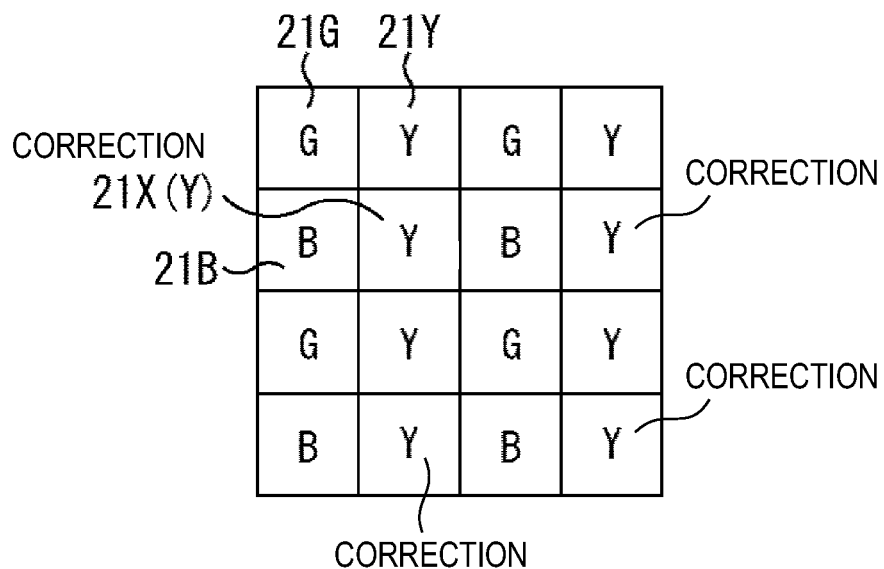 21G 21Y
G Y G Y
CORRECTION
21X(Y)
CORRECTION
B Y B Y
21B
G Y G Y
CORRECTION
B Y B Y
CORRECTION